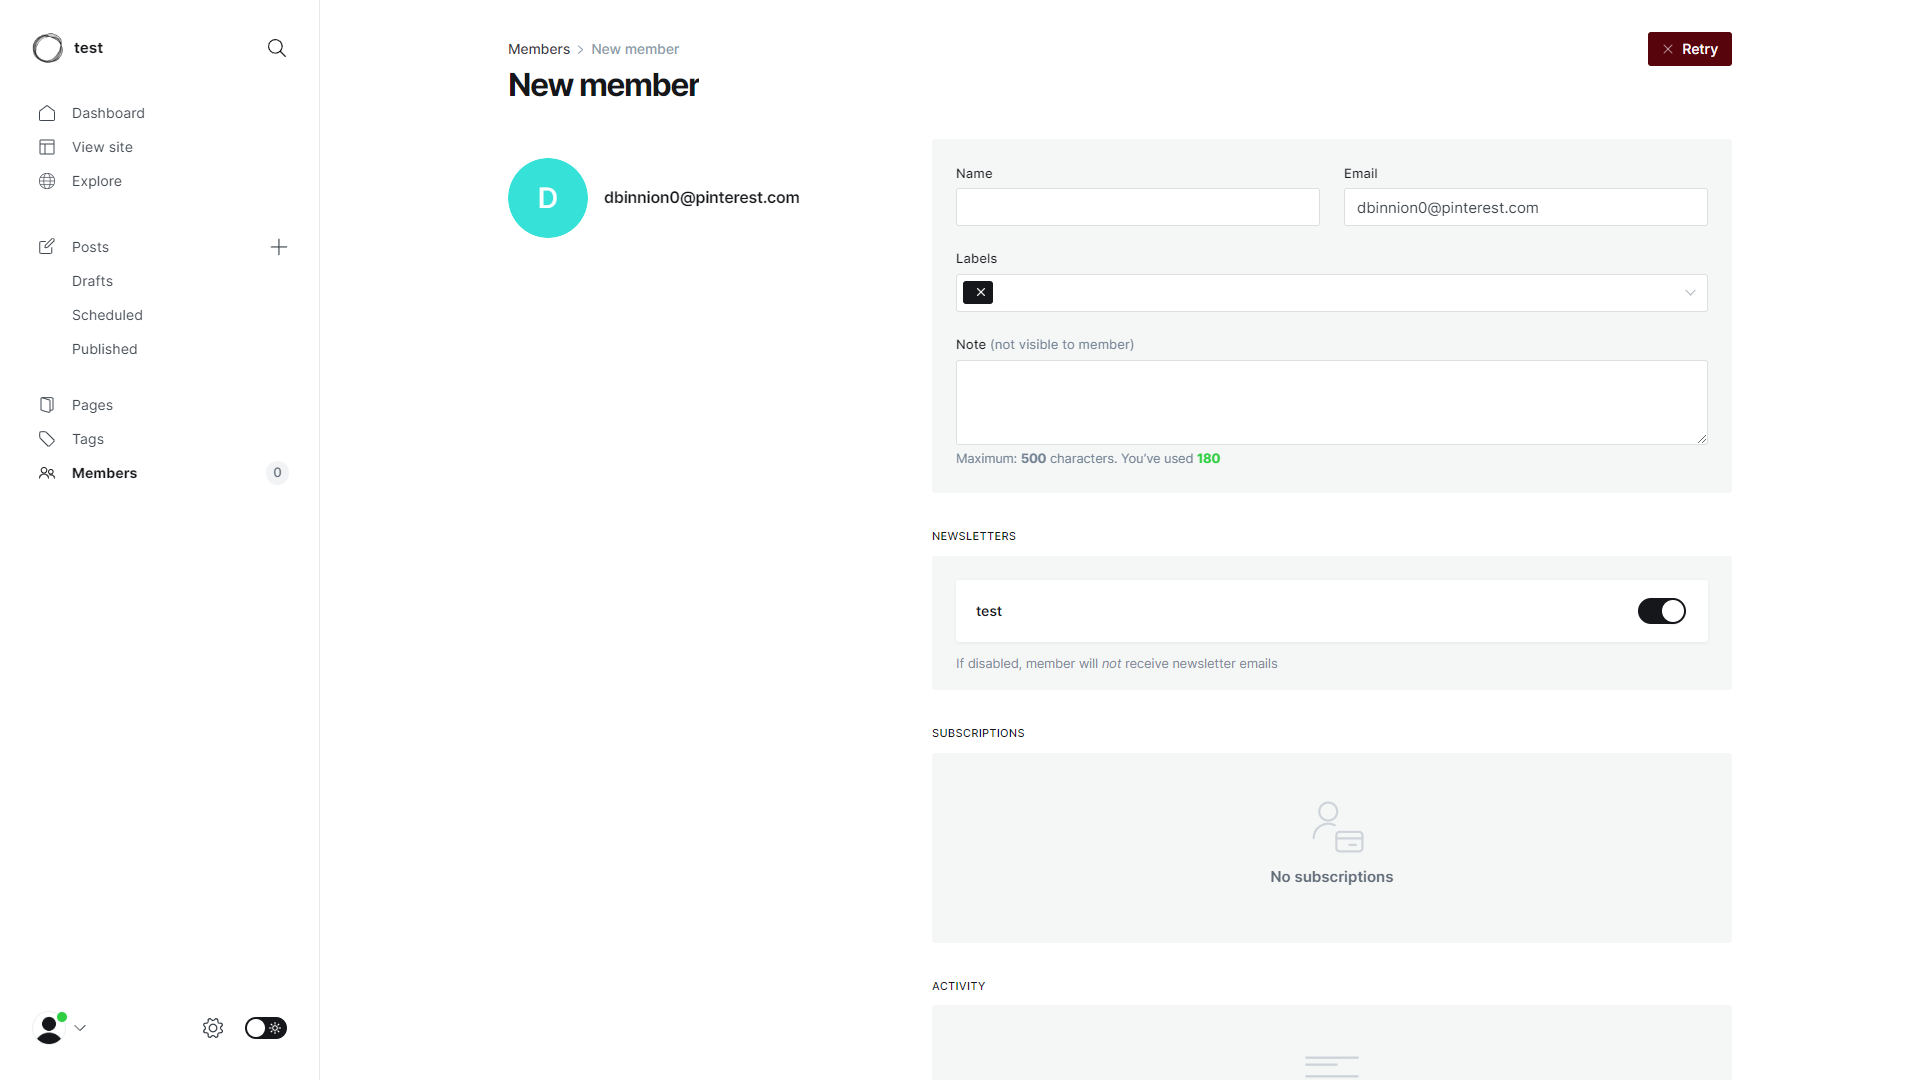 test
Dashboard
View site
Explore
Posts
Drafts
Scheduled
Published
Pages
Tags
Members 0
Members > New member
New member
Retry
D
dbinnion0@pinterest.com
Name
Email
dbinnion0@pinterest.com
Labels
Note (not visible to member)
Maximum: 500 characters. You’ve used 180
NEWSLETTERS
test
If disabled, member will not receive newsletter emails
SUBSCRIPTIONS
No subscriptions
ACTIVITY